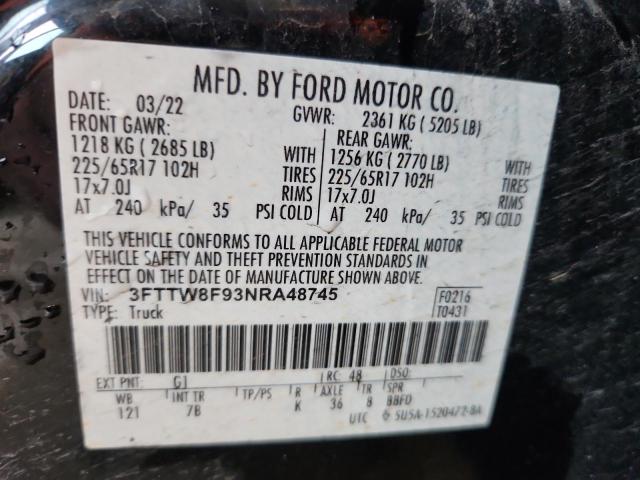 MFD. BY FORD MOTOR CO.
DATE: 03/22 GVWR: 2361 KG ( 5205 LB)
FRONT GAWR: REAR GAWR:
1218 KG ( 2685 LB) WITH 1256 KG ( 2770 LB) WITH
225/65R17 102H TIRES 225/65R17 102H TIRES
17x7.0J RIMS 17x7.0J RIMS
AT 240 kPa/ 35 PSI COLD AT 240 kPa/ 35 PSI COLD
THIS VEHICLE CONFORMS TO ALL APPLICABLE FEDERAL MOTOR
VEHICLE SAFETY AND THEFT PREVENTION STANDARDS IN
EFFECT ON THE DATE OF MANUFACTURE SHOWN ABOVE.
VIN: 3FTTW8F93NRA48745 F0216
TYPE: Truck T0431
EXT PNT: GJ RC: 48 DSO:
WB INT TR TP/PS R AXLE TR SPR
121 7B K 36 8 BBFO
UTC 5U5A-1520472-BA